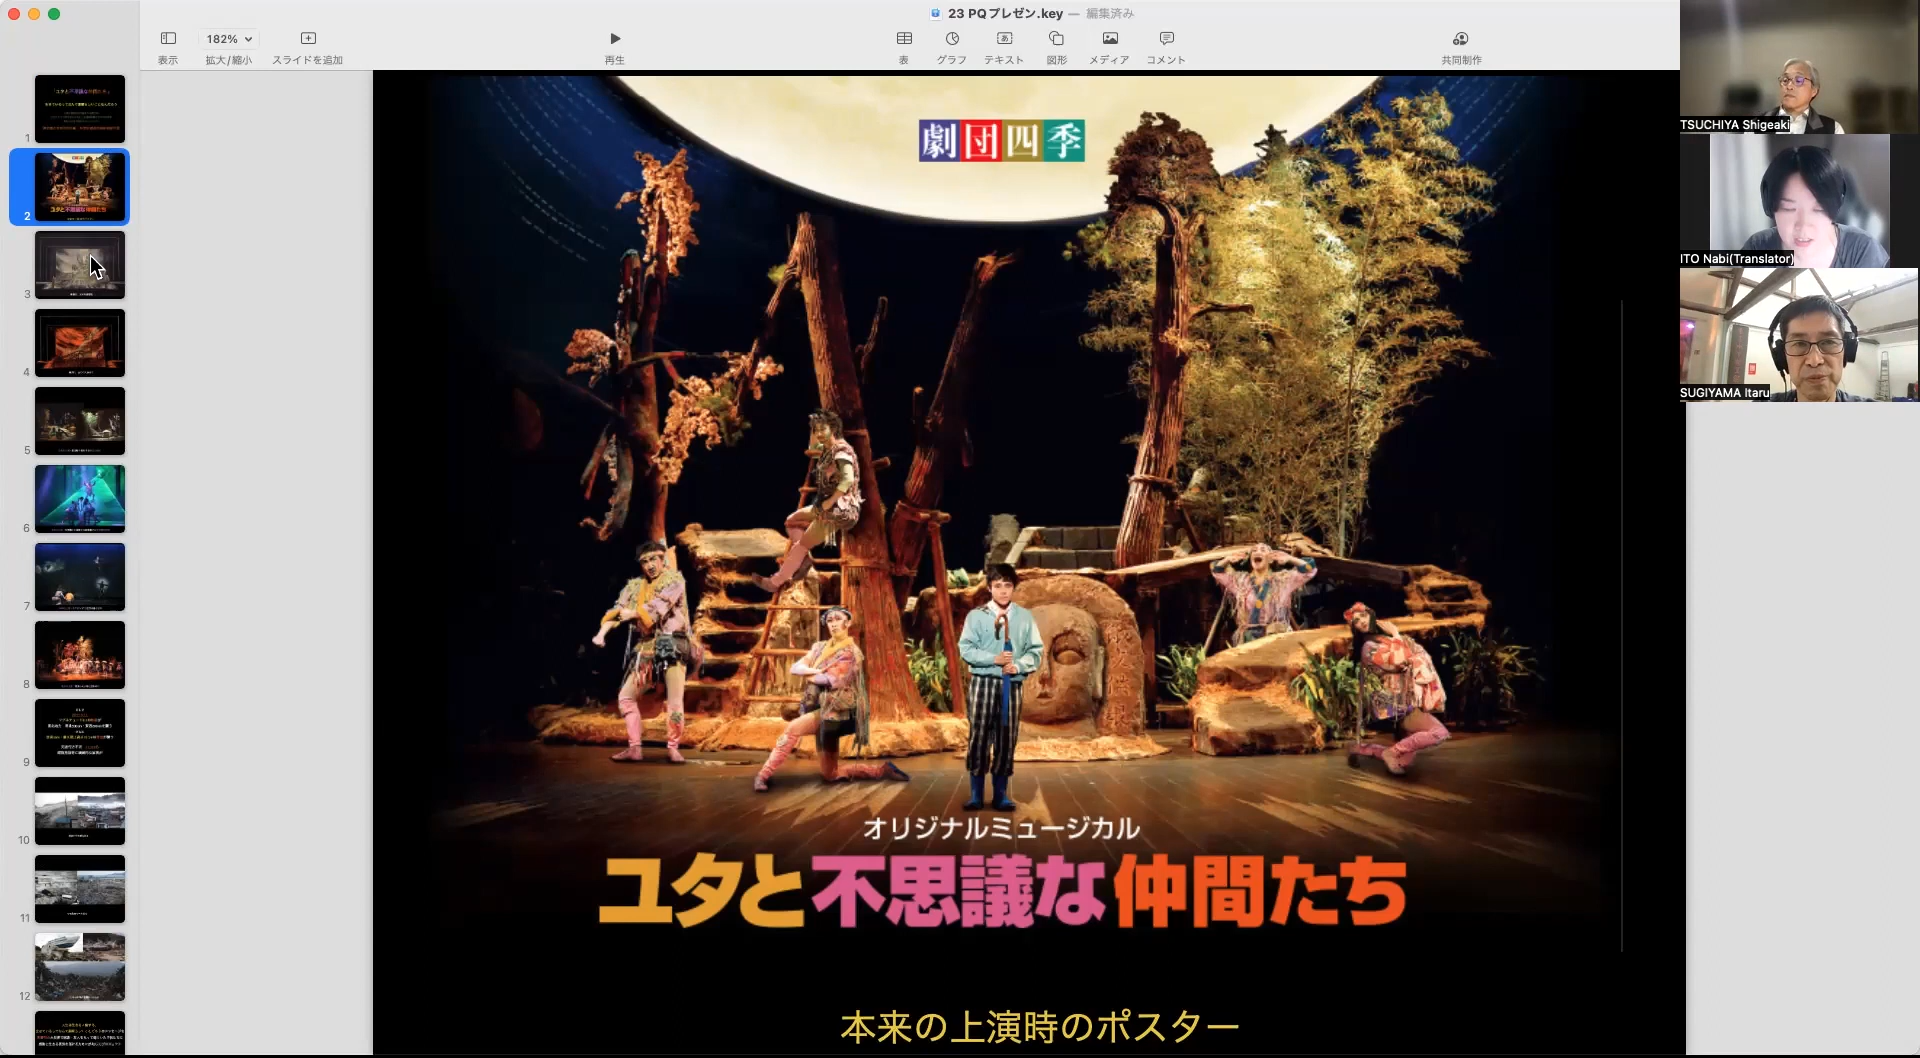 23 PQプレゼン.key — 編集済み
182%
表示
拡大/縮小
スライドを追加
再生
表
グラフ
テキスト
図形
メディア
コメント
共同制作
1
2
3
4
5
6
7
8
9
10
11
12
劇団四季
オリジナルミュージカル
ユタと不思議な仲間たち
本来の上演時のポスター
TSUCHIYA Shigeaki
ITO Nabi(Translator)
SUGIYAMA Itaru